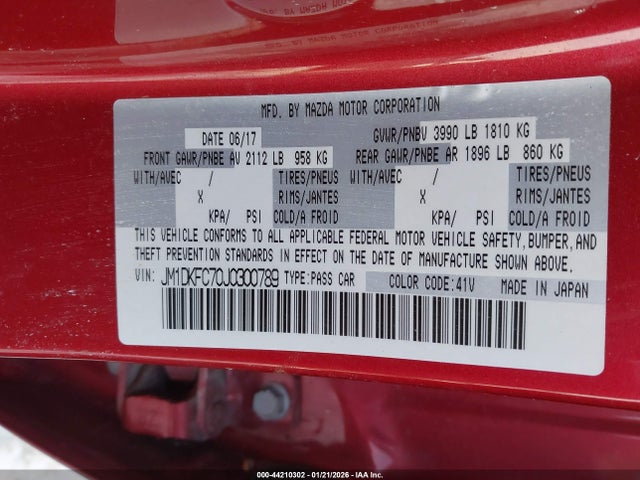 MFD. BY MAZDA MOTOR CORPORATION
DATE 06/17 GVWR/PNBV 3990 LB 1810 KG
FRONT GAWR/PNBE AV 2112 LB 958 KG REAR GAWR/PNBE AR 1896 LB 860 KG
WITH/AVEC / TIRES/PNEUS WITH/AVEC / TIRES/PNEUS
X RIMS/JANTES X RIMS/JANTES
KPA/ PSI COLD/A FROID KPA/ PSI COLD/A FROID
THIS VEHICLE CONFORMS TO ALL APPLICABLE FEDERAL MOTOR VEHICLE SAFETY, BUMPER, AND
THEFT PREVENTION STANDARDS IN EFFECT ON THE DATE OF MANUFACTURE SHOWN ABOVE.
VIN: JM1DKFC70J0300789 TYPE:PASS CAR COLOR CODE:41V MADE IN JAPAN
000-44210302 - 01/21/2026 - IAAI, Inc.